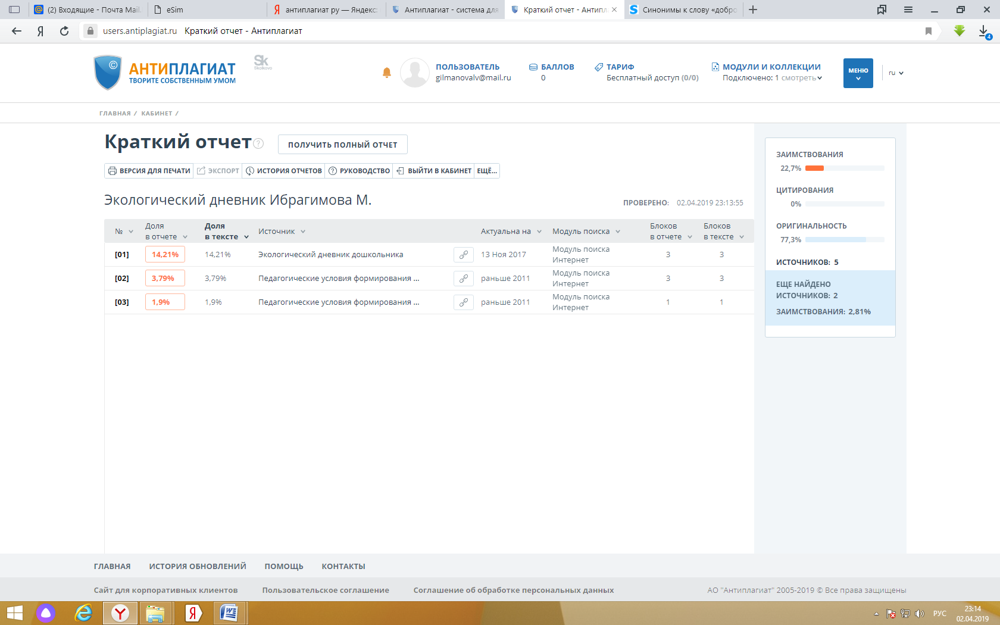 (2) Входящие - Почта Mail.
eSim
антиплагиат ру — Яндекс:
Антиплагиат - система для
Краткий отчет - Антипл
Синонимы к слову «добро
users.antiplagiat.ru Краткий отчет - Антиплагиат
4
© АНТИПЛАГИАТ
ТВОРИТЕ СОБСТВЕННЫМ УМОМ
Sk
Skolkovo
ПОЛЬЗОВАТЕЛЬ
gilmanovalv@mail.ru
БАЛЛОВ
0
ТАРИФ
Бесплатный доступ (0/0)
МОДУЛИ И КОЛЛЕКЦИИ
Подключено: 1 смотреть
МЕНЮ
ru
ГЛАВНАЯ / КАБИНЕТ /
Краткий отчет ?
ПОЛУЧИТЬ ПОЛНЫЙ ОТЧЕТ
ВЕРСИЯ ДЛЯ ПЕЧАТИ ЭКСПОРТ ИСТОРИЯ ОТЧЕТОВ РУКОВОДСТВО ВЫЙТИ В КАБИНЕТ ЕЩЁ...
Экологический дневник Ибрагимова М.
ПРОВЕРЕНО: 02.04.2019 23:13:55
№
Доля
в отчете
Доля
в тексте
Источник
Актуальна на
Модуль поиска
Блоков
в отчете
Блоков
в тексте
[01] 14,21% 14,21% Экологический дневник дошкольника 13 Ноя 2017 Модуль поиска Интернет 3 3
[02] 3,79% 3,79% Педагогические условия формирования ... раньше 2011 Модуль поиска Интернет 3 3
[03] 1,9% 1,9% Педагогические условия формирования ... раньше 2011 Модуль поиска Интернет 1 1
ЗАИМСТВОВАНИЯ
22,7%
ЦИТИРОВАНИЯ
0%
ОРИГИНАЛЬНОСТЬ
77,3%
ИСТОЧНИКОВ: 5
ЕЩЕ НАЙДЕНО
ИСТОЧНИКОВ: 2
ЗАИМСТВОВАНИЯ: 2,81%
ГЛАВНАЯ ИСТОРИЯ ОБНОВЛЕНИЙ ПОМОЩЬ КОНТАКТЫ
Сайт для корпоративных клиентов Пользовательское соглашение Соглашение об обработке персональных данных АО "Антиплагиат" 2005-2019 © Все права защищены
РУС
23:14
02.04.2019